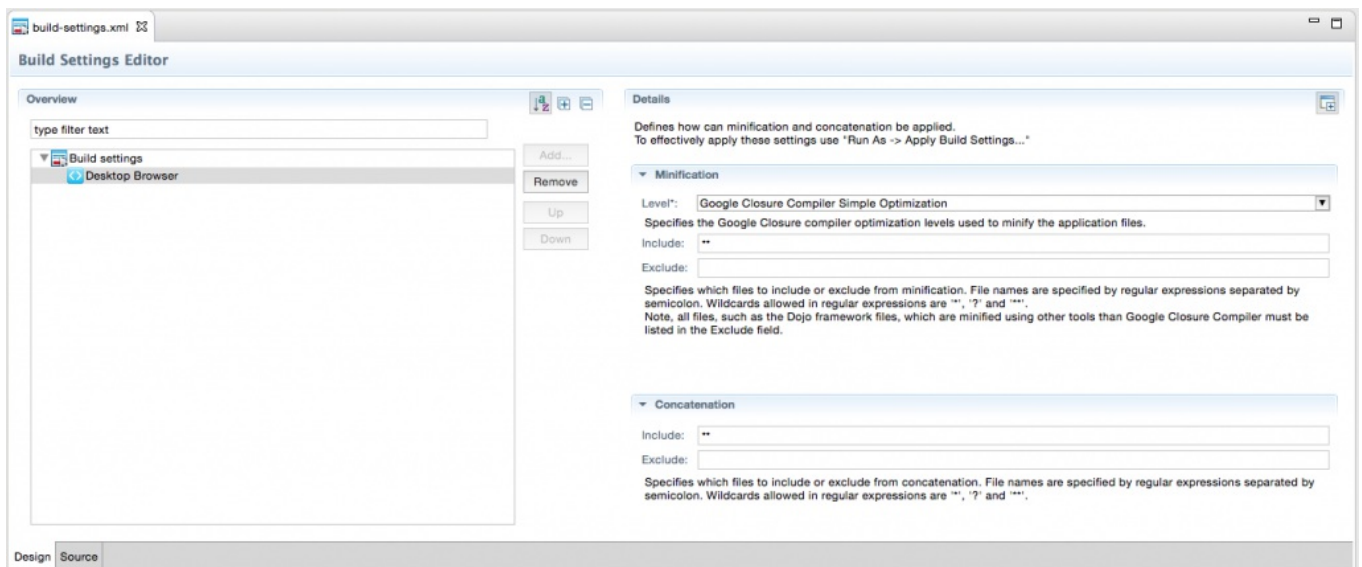 build-settings.xml
Build Settings Editor
Overview
type filter text
Build settings
Desktop Browser
Add...
Remove
Up
Down
Details
Defines how can minification and concatenation be applied.
To effectively apply these settings use "Run As -> Apply Build Settings..."
Minification
Level*: Google Closure Compiler Simple Optimization
Specifies the Google Closure compiler optimization levels used to minify the application files.
Include: **
Exclude:
Specifies which files to include or exclude from minification. File names are specified by regular expressions separated by
semicolon. Wildcards allowed in regular expressions are '*', '?' and '**'.
Note, all files, such as the Dojo framework files, which are minified using other tools than Google Closure Compiler must be
listed in the Exclude field.
Concatenation
Include: **
Exclude:
Specifies which files to include or exclude from concatenation. File names are specified by regular expressions separated by
semicolon. Wildcards allowed in regular expressions are '*', '?' and '**'.
Design Source